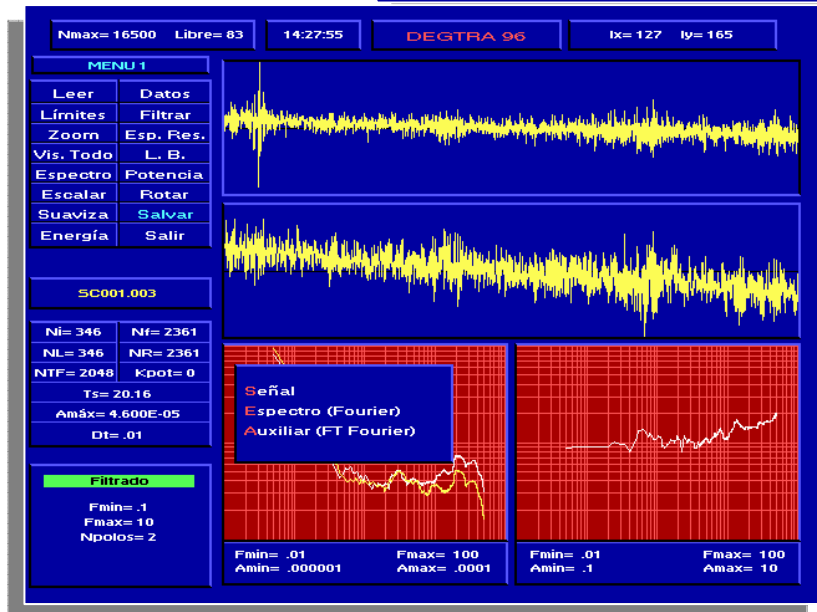 Nmax= 16500 Libre= 83 14:27:55 DEGTRA 96 Ix= 127 Iy= 165
MENU 1
Leer Datos
Límites Filtrar
Zoom Esp. Res.
Vis. Todo L. B.
Espectro Potencia
Escalar Rotar
Suaviza Salvar
Energía Salir
SC001.003
Ni= 346 Nf= 2361
NL= 346 NR= 2361
NTF= 2048 Kpot= 0
Ts= 20.16
Amáx= 4.600E-05
Dt= .01
Filtrado
Fmin= .1
Fmax= 10
Npolos= 2
Señal
Espectro (Fourier)
Auxiliar (FT Fourier)
Fmin= .01 Fmax= 100
Amin= .000001 Amax= .0001
Fmin= .01 Fmax= 100
Amin= .1 Amax= 10